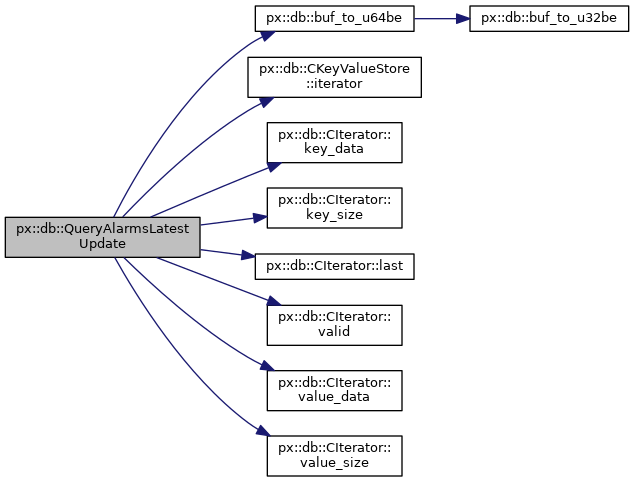 px::db::buf_to_u64be
px::db::buf_to_u32be
px::db::CKeyValueStore
::iterator
px::db::CIterator::
key_data
px::db::CIterator::
key_size
px::db::QueryAlarmsLatest
Update
px::db::CIterator::last
px::db::CIterator::
valid
px::db::CIterator::
value_data
px::db::CIterator::
value_size